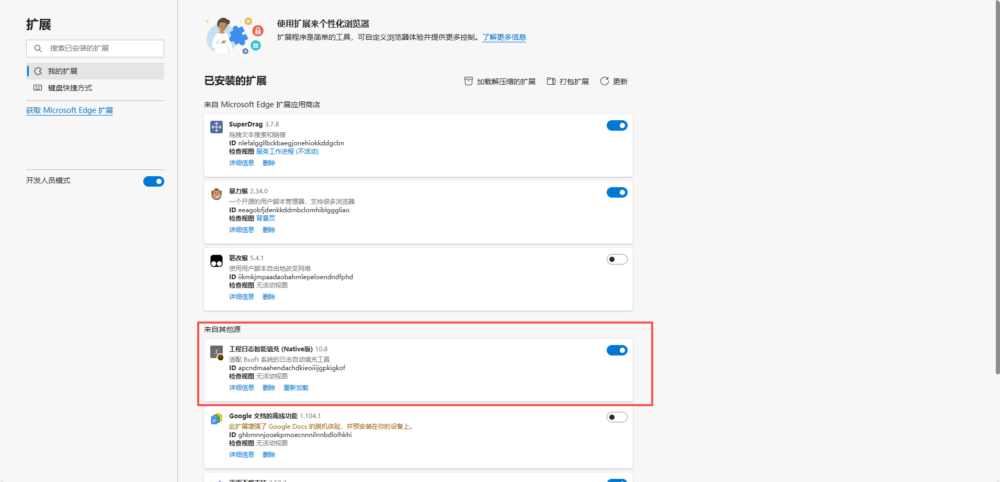 扩展
搜索已安装的扩展
我的扩展
键盘快捷方式
获取 Microsoft Edge 扩展
开发人员模式
使用扩展来个性化浏览器
扩展程序是简单的工具，可自定义浏览器体验并提供更多控制。了解更多信息
已安装的扩展
加载解压缩的扩展 打包扩展 更新
来自 Microsoft Edge 扩展应用商店
SuperDrag 3.7.8
拖拽文本搜索和链接
ID nlefalggllbckbaegjonehiokkddgcbn
检查视图 服务工作进程 (不活动)
详细信息 删除
暴力猴 2.34.0
一个开源的用户脚本管理器，支持很多浏览器
ID eeagobfjdenkkddmbclomhiblgggliao
检查视图 背景页
详细信息 删除
篡改猴 5.4.1
使用用户脚本自由地改变网络
ID iikmkjmpaadaobahmlepeloendndfphd
检查视图 无活动视图
详细信息 删除
来自其他源
工
工程日志智能填充 (Native版) 10.8
适配 Bsoft 系统的日志自动填充工具
ID apcndmaahendachdkieoiiijgpkigkof
检查视图 无活动视图
详细信息 删除 重新加载
Google 文档的离线功能 1.104.1
此扩展增强了 Google Docs 的脱机体验，并预安装在你的设备上。
ID ghbmnnjooekpmoecnnnilnnbdlolhkhi
检查视图 无活动视图
详细信息 删除